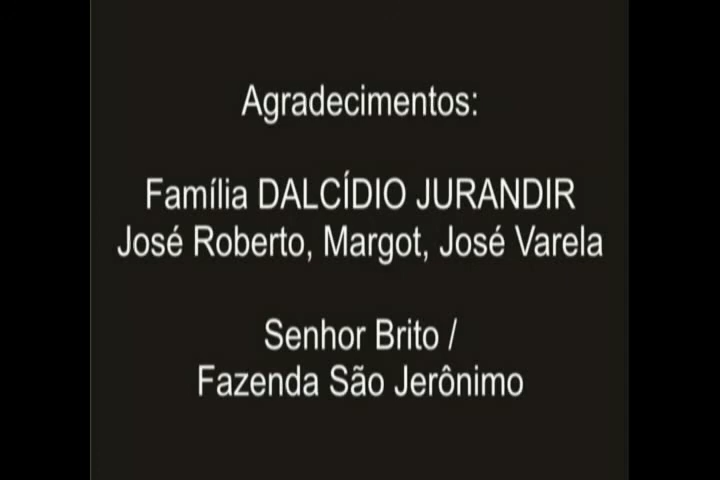 Agradecimentos:
Família DALCÍDIO JURANDIR
José Roberto, Margot, José Varela
Senhor Brito /
Fazenda São Jerônimo